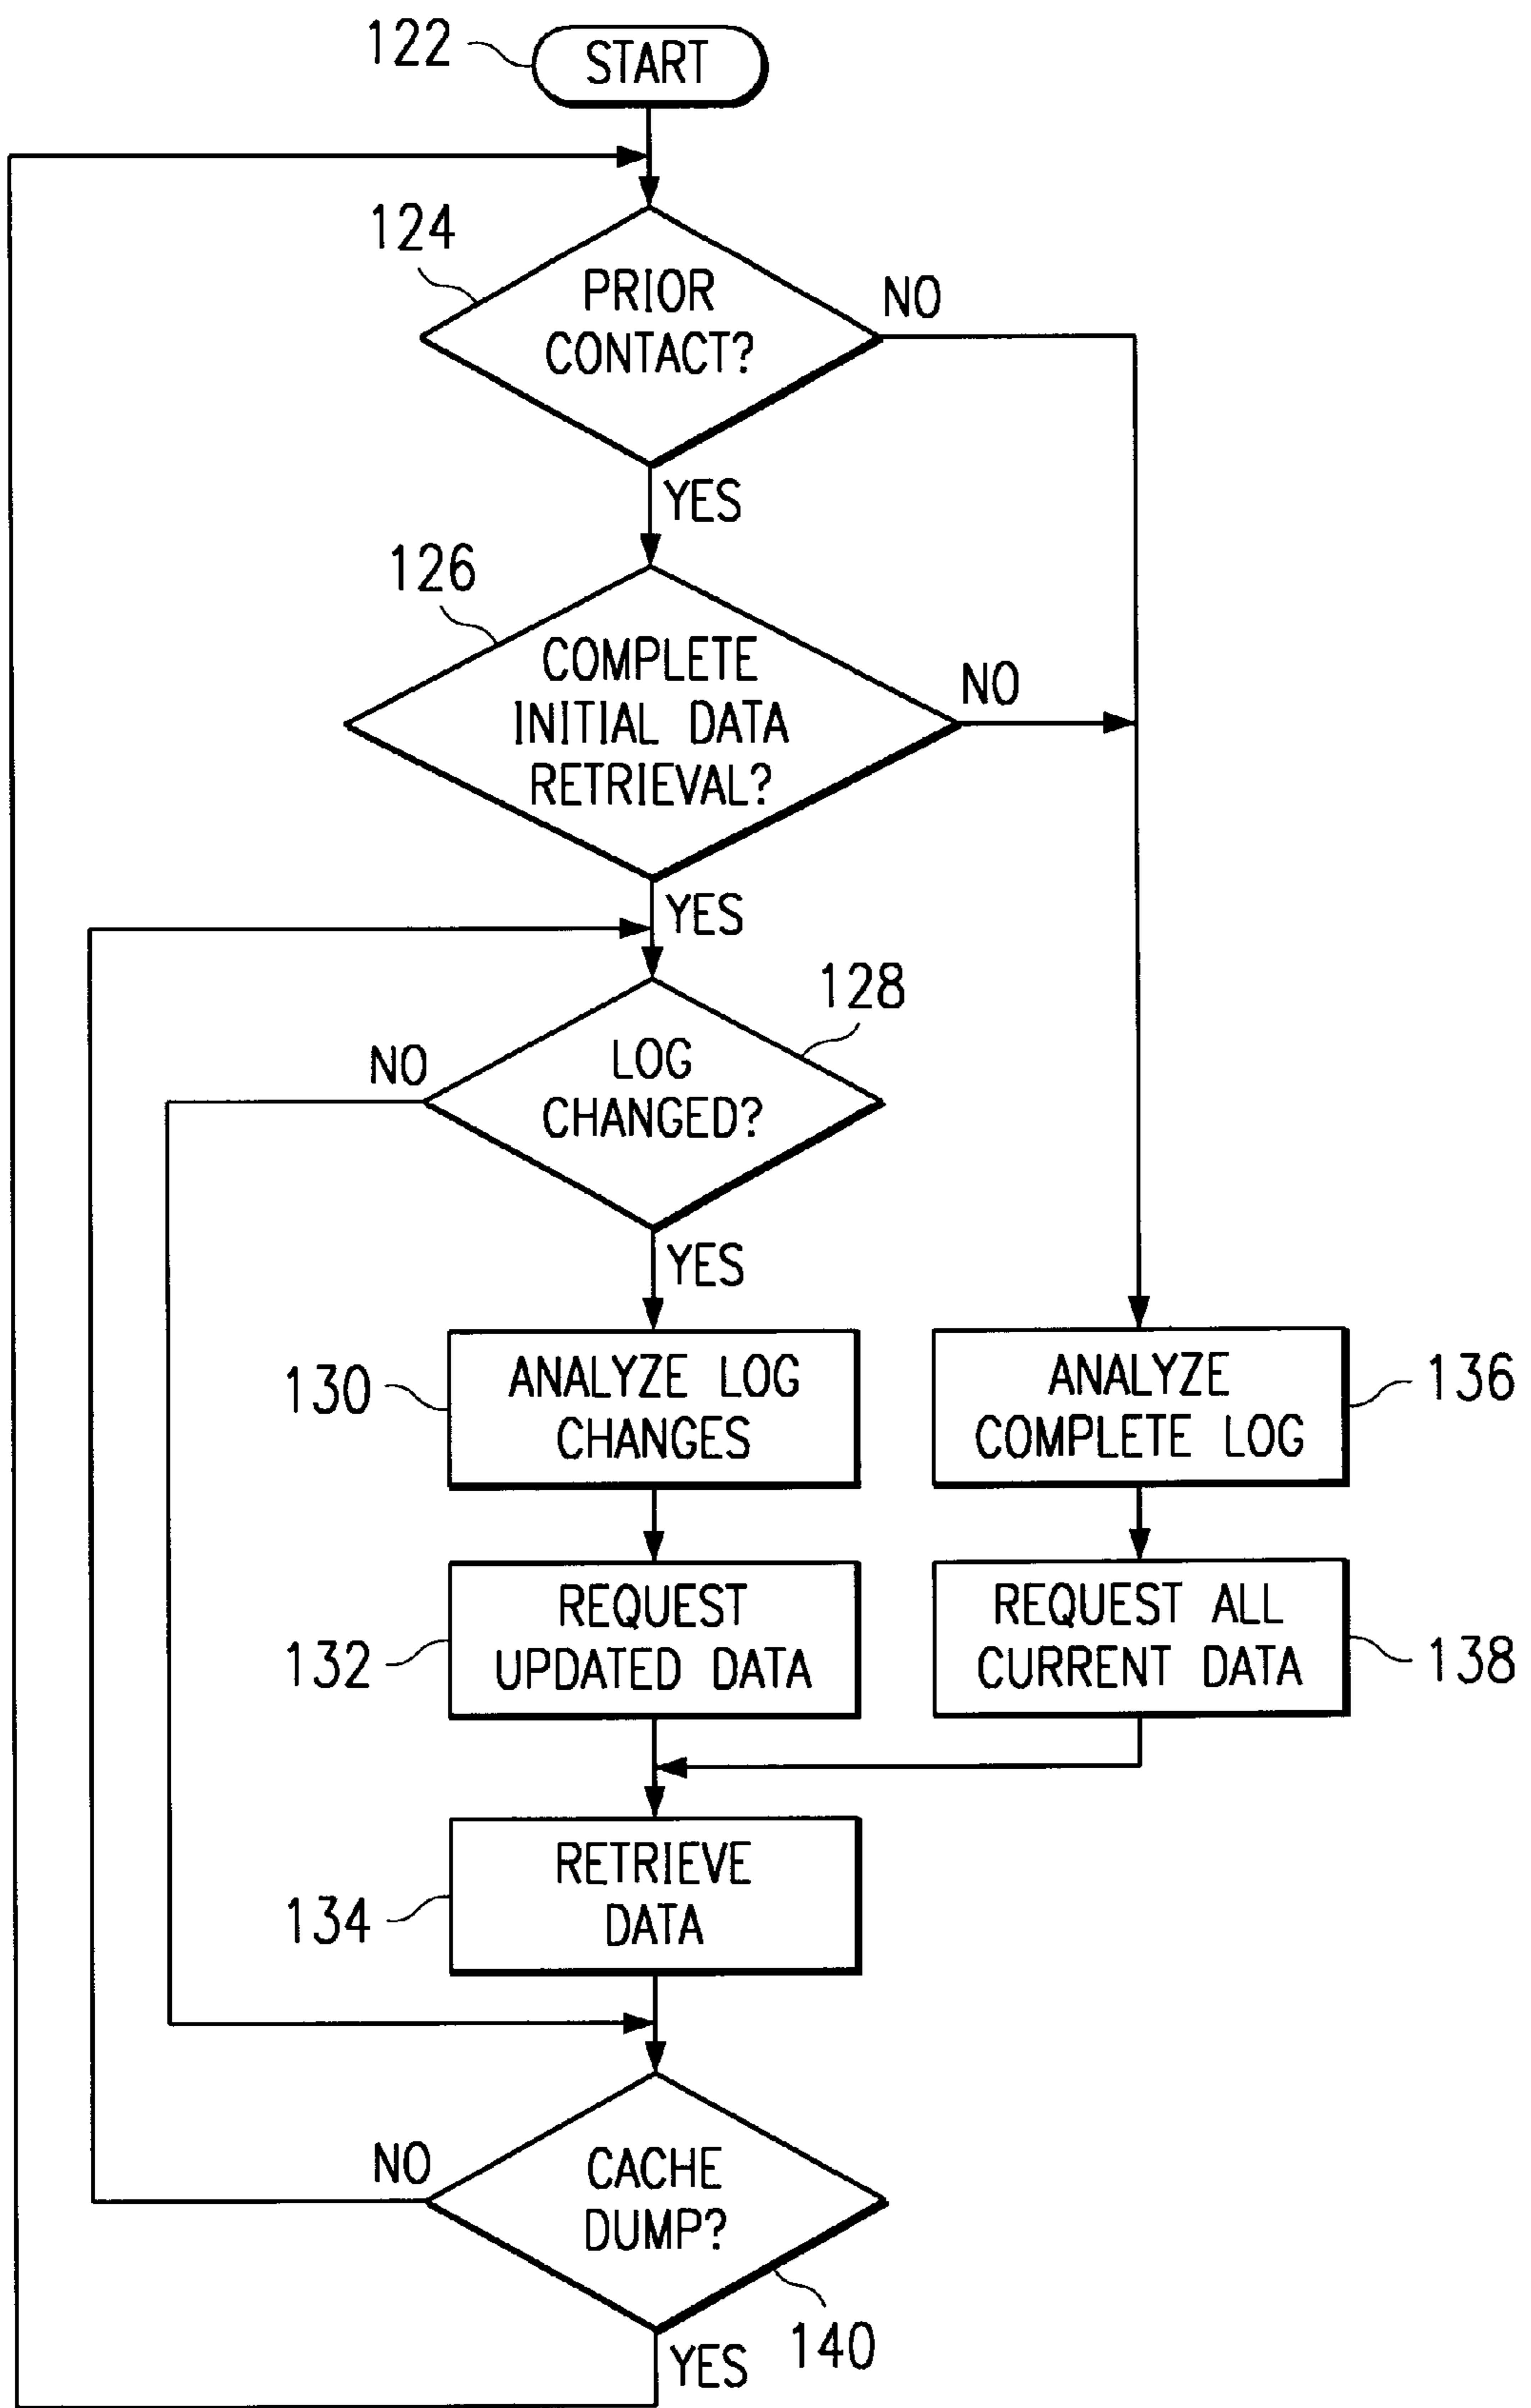 122
START
124
PRIOR
CONTACT?
NO
YES
126
COMPLETE
INITIAL DATA
RETRIEVAL?
NO
YES
128
NO
LOG
CHANGED?
YES
130
ANALYZE LOG
CHANGES
ANALYZE
COMPLETE LOG
136
132
REQUEST
UPDATED DATA
REQUEST ALL
CURRENT DATA
138
134
RETRIEVE
DATA
NO
CACHE
DUMP?
140
YES